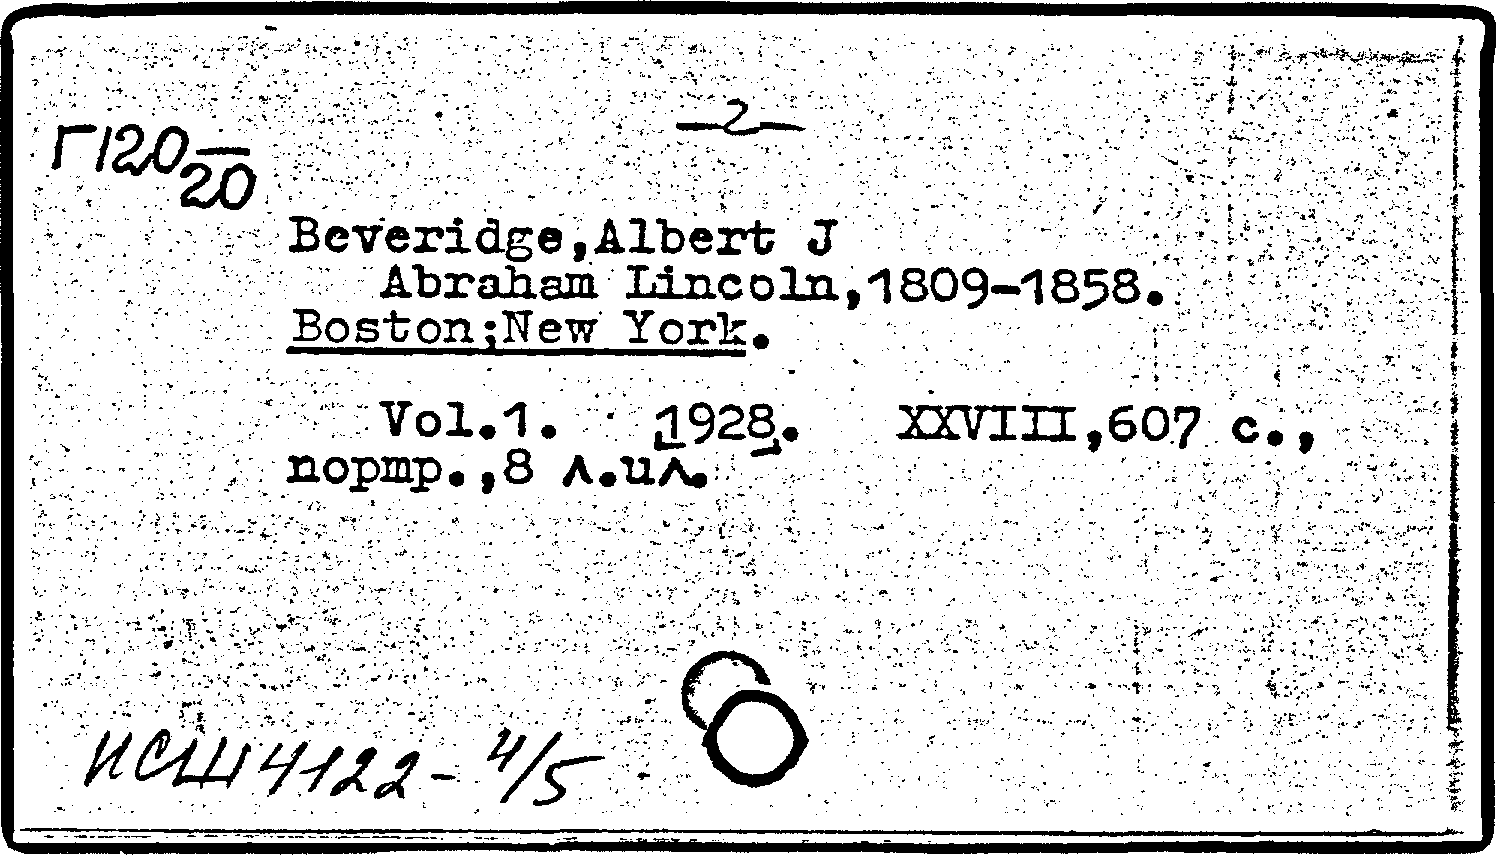 2
Г120
20
Beveridge, Albert J
Abraham Lincoln, 1809-1858.
Boston; New York.
Vol.1. 1928. XXVIII, 607 с.,
портр., 8 л.ил.
ИСШ4122-4/5